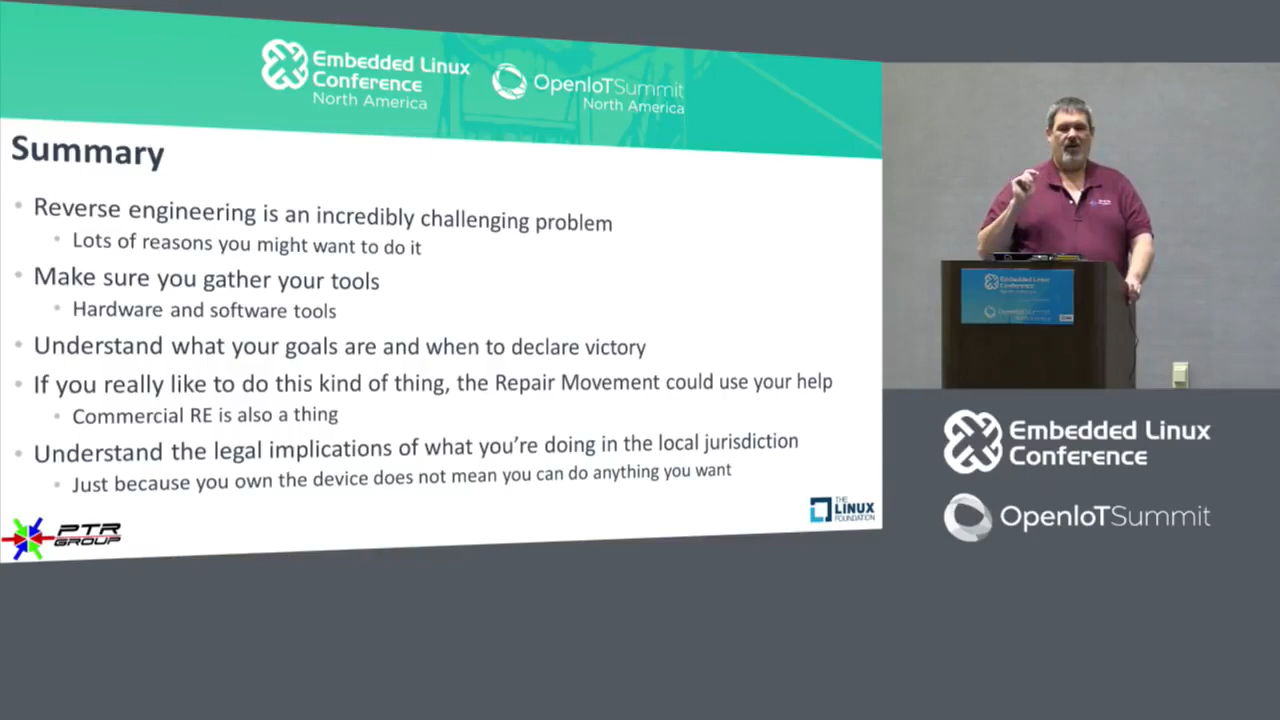 Embedded Linux
Conference
North America
OpenIoTSummit
North America
Summary
Reverse engineering is an incredibly challenging problem
Lots of reasons you might want to do it
Make sure you gather your tools
Hardware and software tools
Understand what your goals are and when to declare victory
If you really like to do this kind of thing, the Repair Movement could use your help
Commercial RE is also a thing
Understand the legal implications of what you're doing in the local jurisdiction
Just because you own the device does not mean you can do anything you want
PTR
GROUP
THE
LINUX
FOUNDATION
Embedded Linux
Conference
OpenIoTSummit
Embedded Linux
Conference
OpenIoTSummit